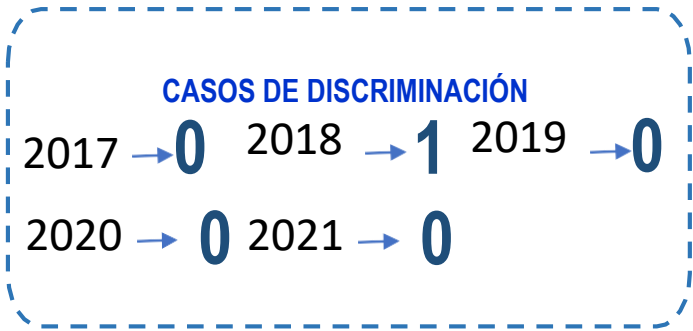 CASOS DE DISCRIMINACIÓN
2017 → 0 2018 → 1 2019 → 0
2020 → 0 2021 → 0